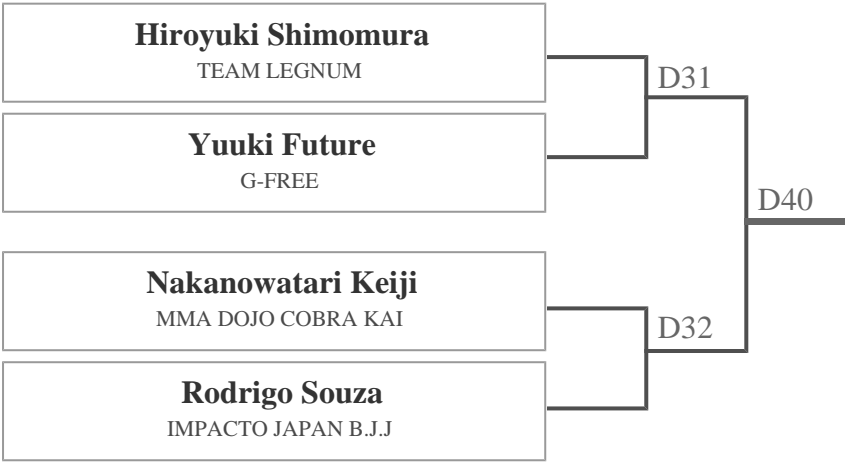 Hiroyuki Shimomura
TEAM LEGNUM
D31
Yuuki Future
G-FREE
D40
Nakanowatari Keiji
MMA DOJO COBRA KAI
D32
Rodrigo Souza
IMPACTO JAPAN B.J.J